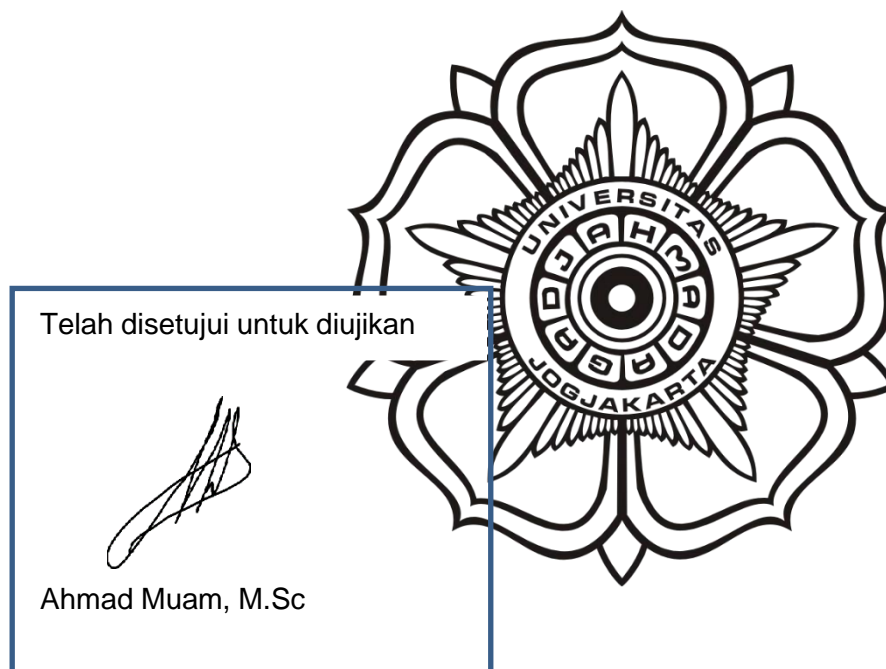 UNIVERSITAS
GADJAH MADA
JOGJAKARTA
Telah disetujui untuk diujikan
Ahmad Muam, M.Sc